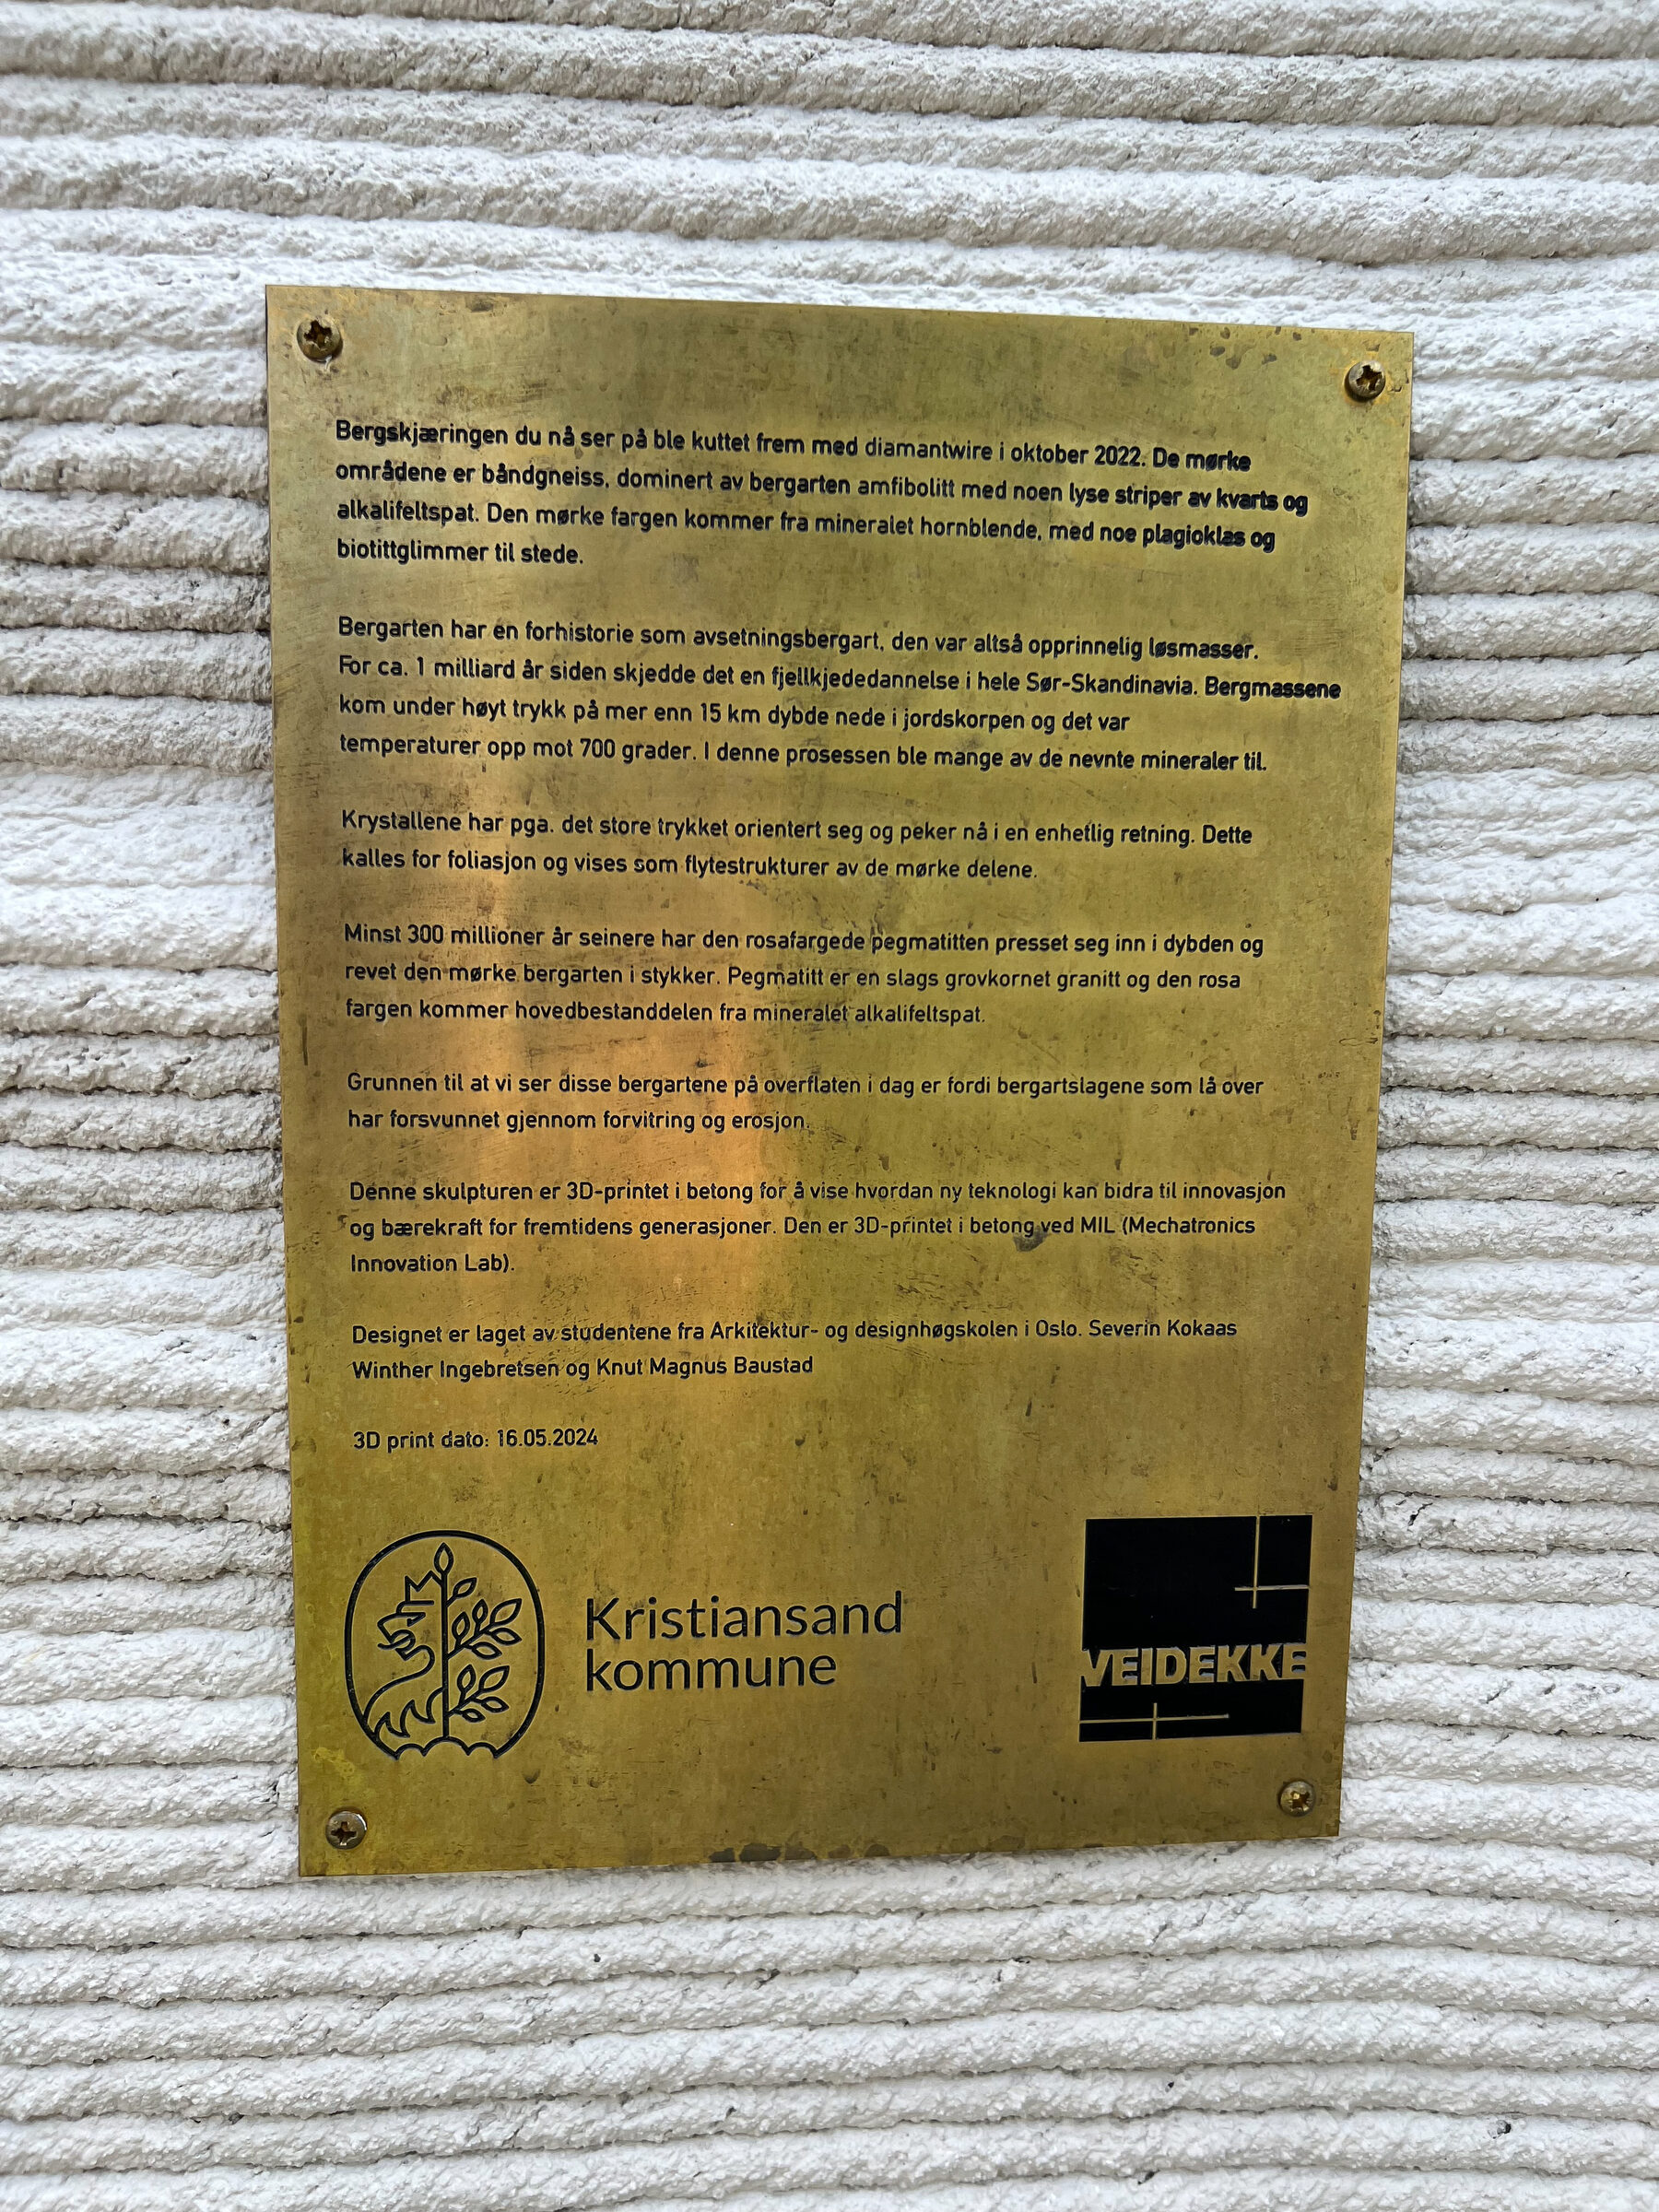 Bergskjæringen du nå ser på ble kuttet frem med diamantwire i oktober 2022. De mørke
områdene er båndgneiss, dominert av bergarten amfibolitt med noen lyse striper av kvarts og
alkalifeltspat. Den mørke fargen kommer fra mineralet hornblende, med noe plagioklas og
biotittglimmer til stede.
Bergarten har en forhistorie som avsetningsbergart, den var altså opprinnelig løsmasser.
For ca. 1 milliard år siden skjedde det en fjellkjededannelse i hele Sør-Skandinavia. Bergmassene
kom under høyt trykk på mer enn 15 km dybde nede i jordskorpen og det var
temperaturer opp mot 700 grader. I denne prosessen ble mange av de nevnte mineraler til.
Krystallene har pga. det store trykket orientert seg og peker nå i en enhetlig retning. Dette
kalles for foliasjon og vises som flytestrukturer av de mørke delene.
Minst 300 millioner år seinere har den rosafargede pegmatitten presset seg inn i dybden og
revet den mørke bergarten i stykker. Pegmatitt er en slags grovkornet granitt og den rosa
fargen kommer hovedbestanddelen fra mineralet alkalifeltspat.
Grunnen til at vi ser disse bergartene på overflaten i dag er fordi bergartslagene som lå over
har forsvunnet gjennom forvitring og erosjon.
Denne skulpturen er 3D-printet i betong for å vise hvordan ny teknologi kan bidra til innovasjon
og bærekraft for fremtidens generasjoner. Den er 3D-printet i betong ved MIL (Mechatronics
Innovation Lab).
Designet er laget av studentene fra Arkitektur- og designhøgskolen i Oslo. Severin Kokaas
Winther Ingebretsen og Knut Magnus Baustad
3D print dato: 16.05.2024
Kristiansand
kommune
VEIDEKKE